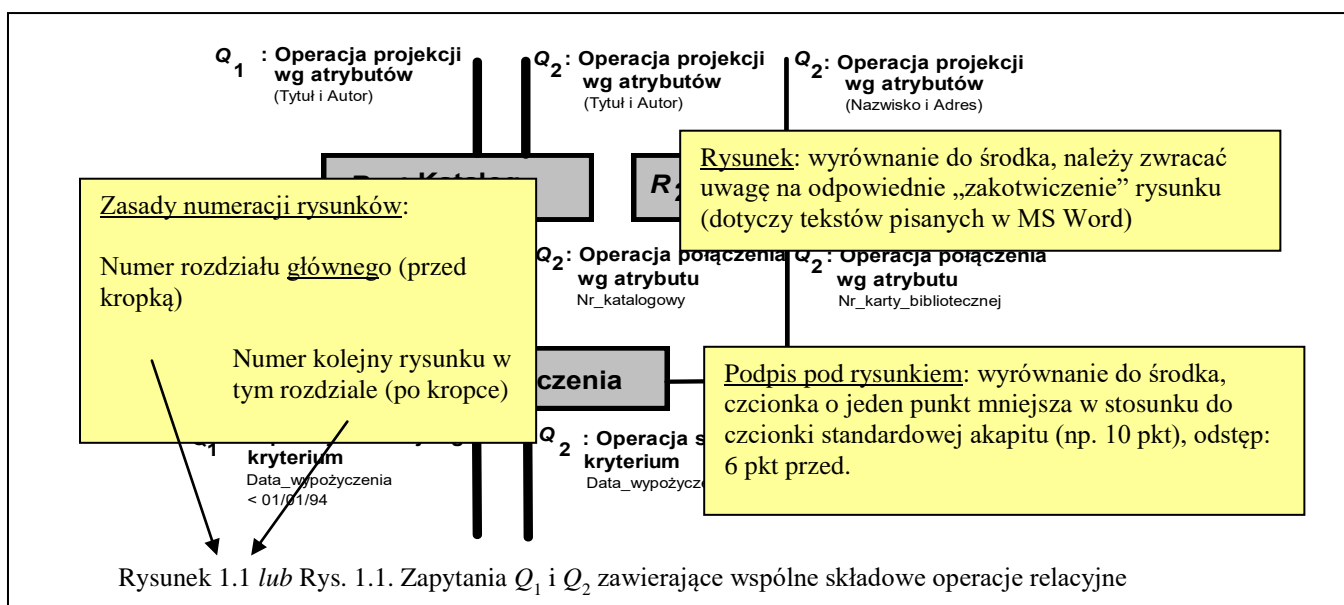 Q1 : Operacja projekcji
wg atrybutów
(Tytuł i Autor)
Q2: Operacja projekcji
wg atrybutów
(Tytuł i Autor)
Q2: Operacja projekcji
wg atrybutów
(Nazwisko i Adres)
Katalog
R2
Rysunek: wyrównanie do środka, należy zwracać
uwagę na odpowiednie „zakotwiczenie” rysunku
(dotyczy tekstów pisanych w MS Word)
Zasady numeracji rysunków:
Numer rozdziału głównego (przed
kropką)
Numer kolejny rysunku w
tym rozdziale (po kropce)
Q2: Operacja połączenia
wg atrybutu
Nr_katalogowy
Q2: Operacja połączenia
wg atrybutu
Nr_karty_bibliotecznej
czenia
Podpis pod rysunkiem: wyrównanie do środka,
czcionka o jeden punkt mniejsza w stosunku do
czcionki standardowej akapitu (np. 10 pkt), odstęp:
6 pkt przed.
Q1
kryterium
Data_wypożyczenia
< 01/01/94
Q2 : Operacja s
kryterium
Data_wypożycze
Rysunek 1.1 lub Rys. 1.1. Zapytania Q1 i Q2 zawierające wspólne składowe operacje relacyjne